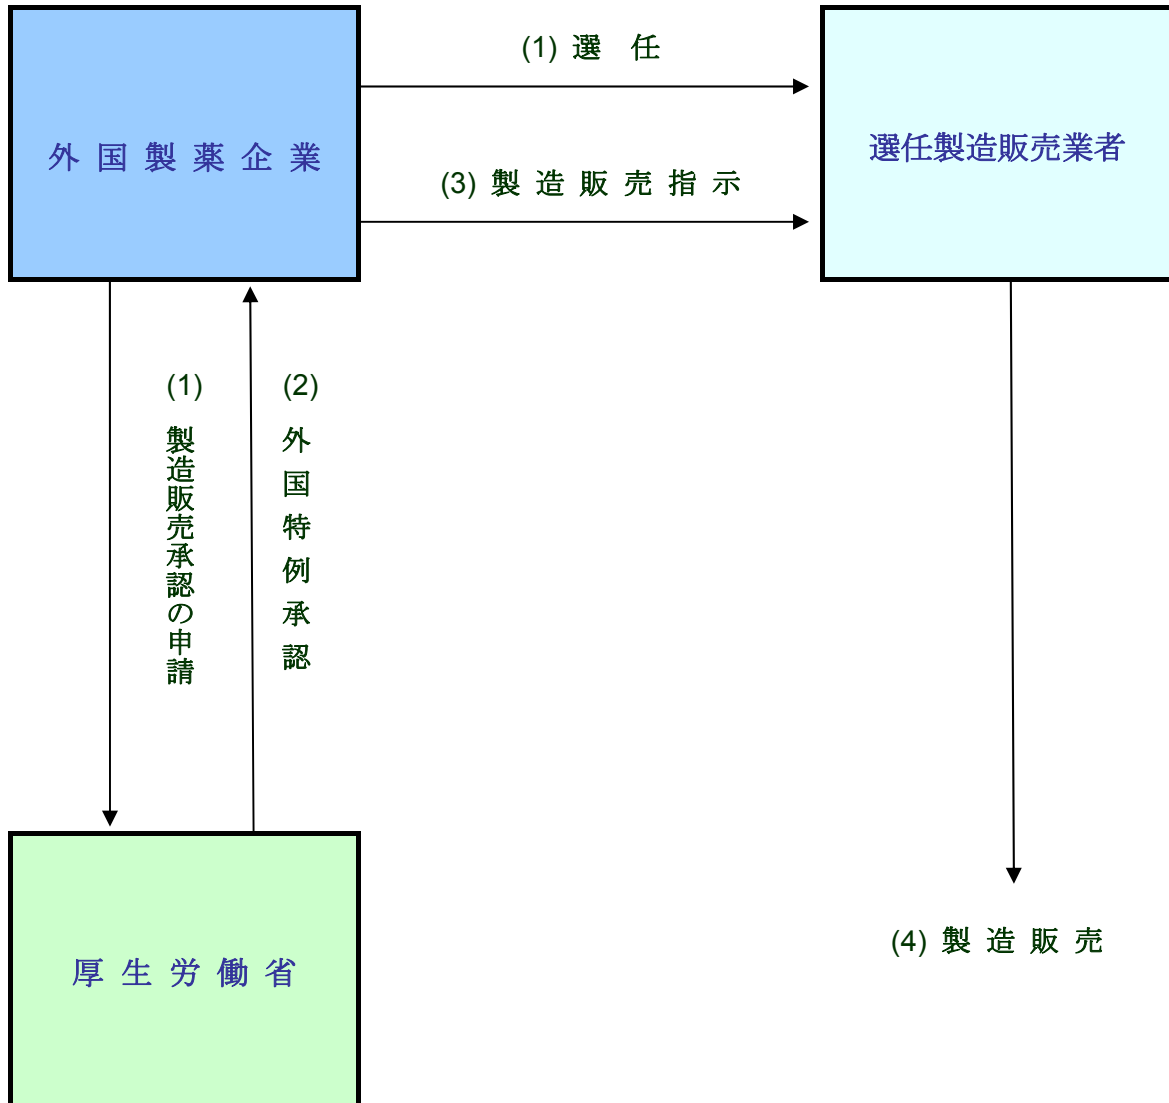 (1) 選 任
外国製薬企業
選任製造販売業者
(3) 製造販売指示
(1)
製造販売承認の申請
(2)
外国特例承認
(4) 製造販売
厚生労働省